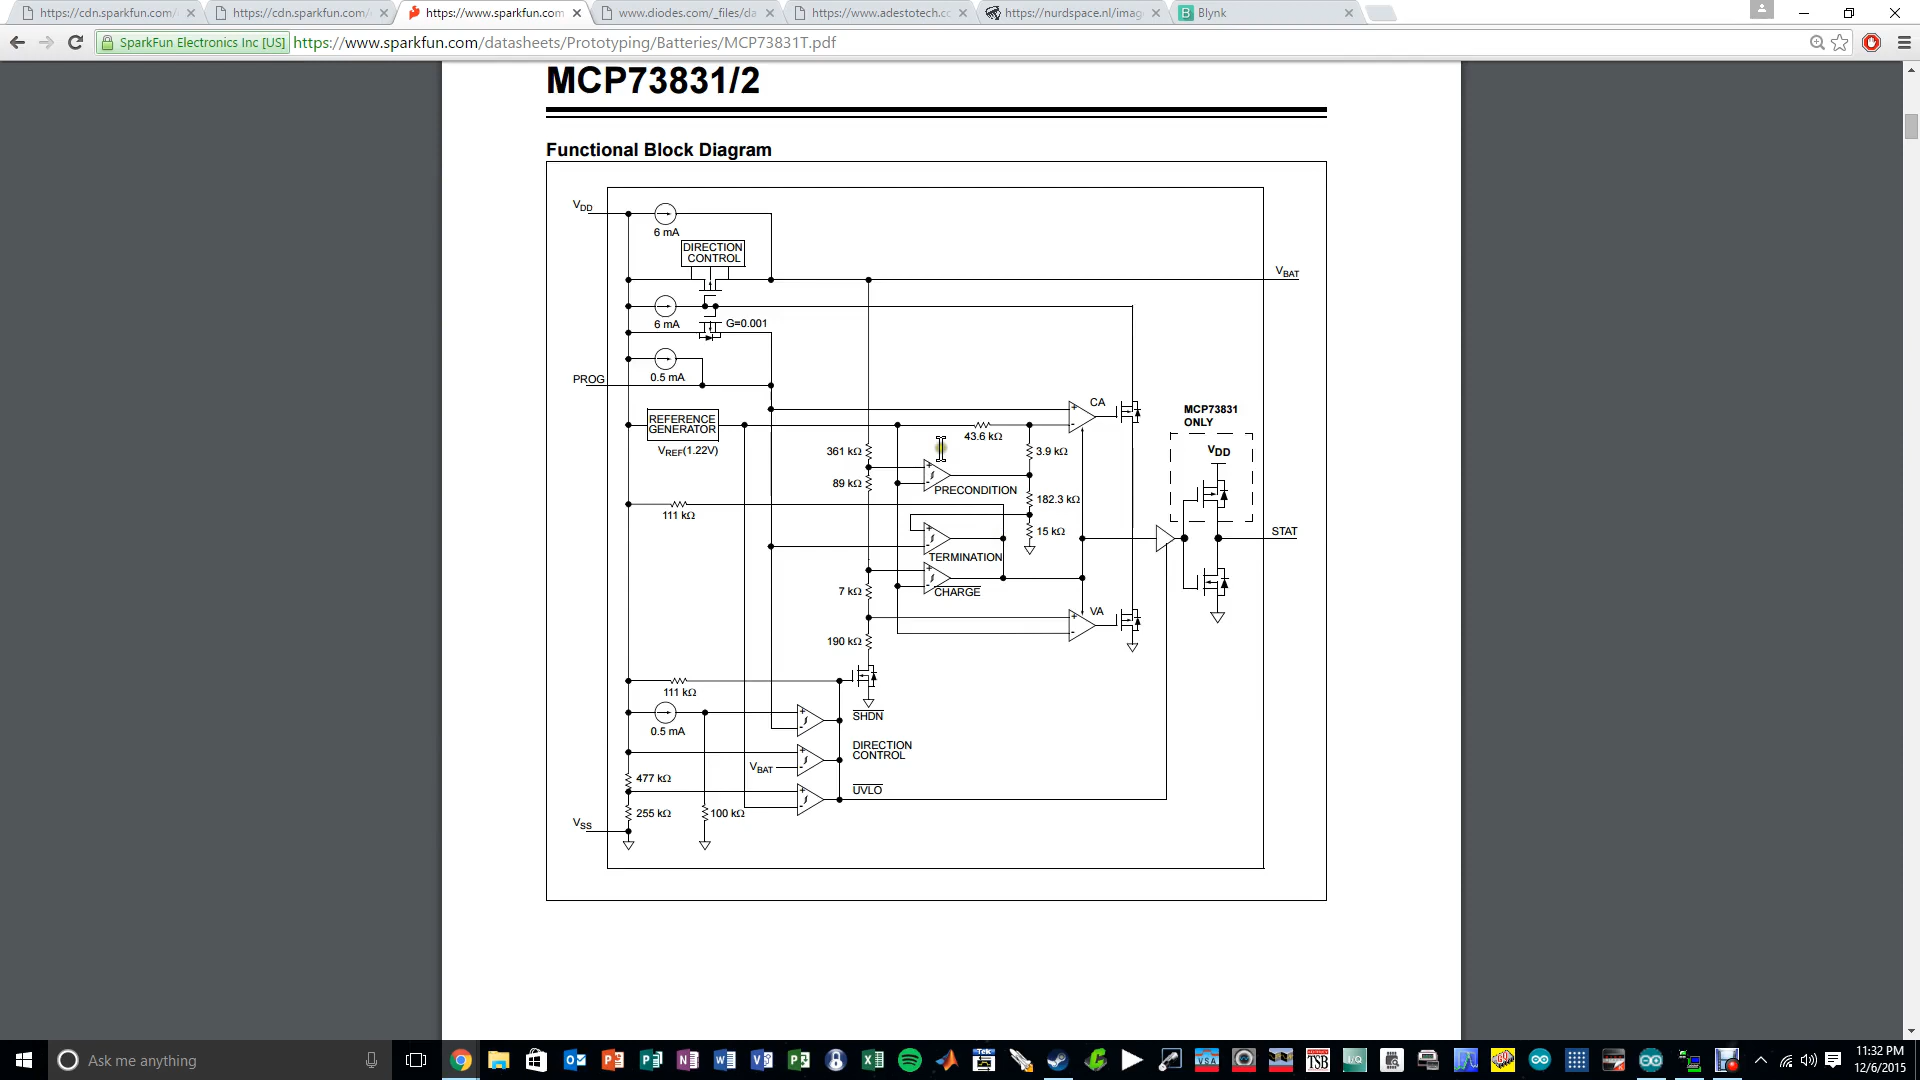 https://cdn.sparkfun.com/
https://cdn.sparkfun.com/
https://www.sparkfun.com
www.diodes.com/_files/da
https://www.adestotech.co
https://nurdspace.nl/imag
Blynk
SparkFun Electronics Inc [US]
https://www.sparkfun.com/datasheets/Prototyping/Batteries/MCP73831T.pdf
MCP73831/2
Functional Block Diagram
VDD
6 mA
DIRECTION
CONTROL
VBAT
6 mA
G=0.001
0.5 mA
PROG
CA
MCP73831
ONLY
REFERENCE
GENERATOR
VREF(1.22V)
43.6 kΩ
361 kΩ
3.9 kΩ
VDD
89 kΩ
PRECONDITION
182.3 kΩ
111 kΩ
15 kΩ
STAT
TERMINATION
7 kΩ
CHARGE
VA
190 kΩ
111 kΩ
SHDN
0.5 mA
DIRECTION
CONTROL
VBAT
477 kΩ
UVLO
255 kΩ
100 kΩ
VSS
Ask me anything
11:32 PM
12/6/2015